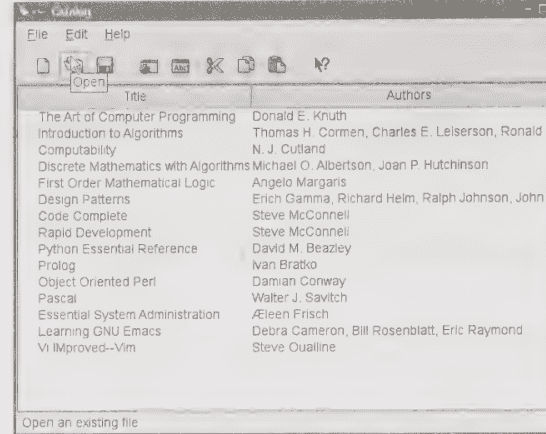 Catalog
File Edit Help
Abc
Open
Title Authors
The Art of Computer Programming Donald E. Knuth
Introduction to Algorithms Thomas H. Cormen, Charles E. Leiserson, Ronald
Computability N. J. Cutland
Discrete Mathematics with Algorithms Michael O. Albertson, Joan P. Hutchinson
First Order Mathematical Logic Angelo Margaris
Design Patterns Erich Gamma, Richard Helm, Ralph Johnson, John
Code Complete Steve McConnell
Rapid Development Steve McConnell
Python Essential Reference David M. Beazley
Prolog Ivan Bratko
Object Oriented Perl Damian Conway
Pascal Walter J. Savitch
Essential System Administration Æleen Frisch
Learning GNU Emacs Debra Cameron, Bill Rosenblatt, Eric Raymond
Vi IMproved--Vim Steve Oualline
Open an existing file